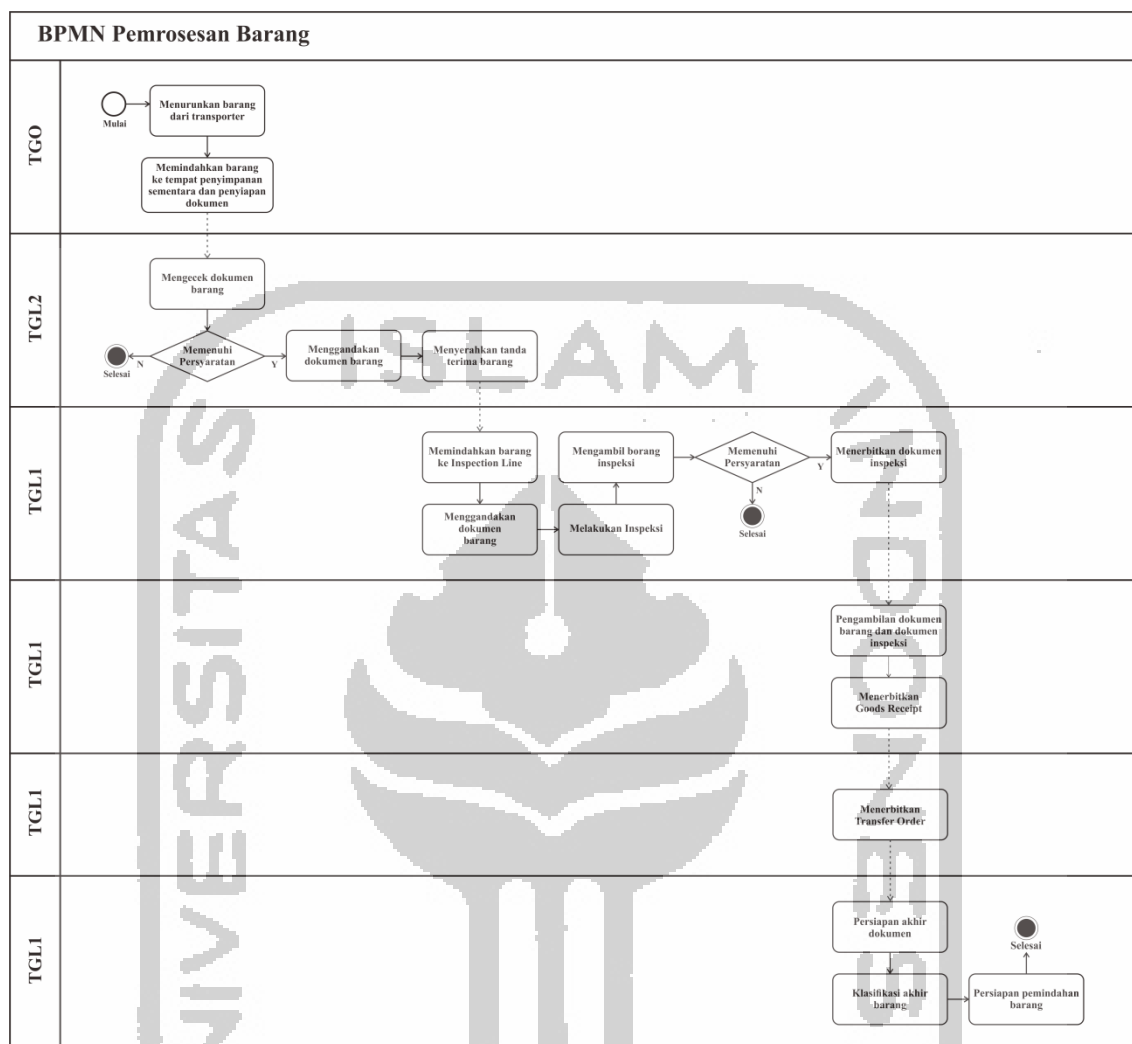 BPMN Pemrosesan Barang
TGO
Mulai
Menurunkan barang
dari transporter
Memindahkan barang
ke tempat penyimpanan
sementara dan penyiapan
dokumen
TGL2
Mengecek dokumen
barang
Memenuhi
Persyaratan
N
Selesai
Y
Menggandakan
dokumen barang
Menyerahkan tanda
terima barang
TGL1
Memindahkan barang
ke Inspection Line
Menggandakan
dokumen
barang
Melakukan Inspeksi
Mengambil borang
inspeksi
Memenuhi
Persyaratan
Y
N
Selesai
Menerbitkan dokumen
inspeksi
TGL1
Pengambilan dokumen
barang dan dokumen
inspeksi
Menerbitkan
Goods Receipt
TGL1
Menerbitkan
Transfer Order
TGL1
Persiapan akhir
dokumen
Klasifikasi akhir
barang
Persiapan pemindahan
barang
Selesai
UNIVERSITAS
ISLAM
INDONESIA